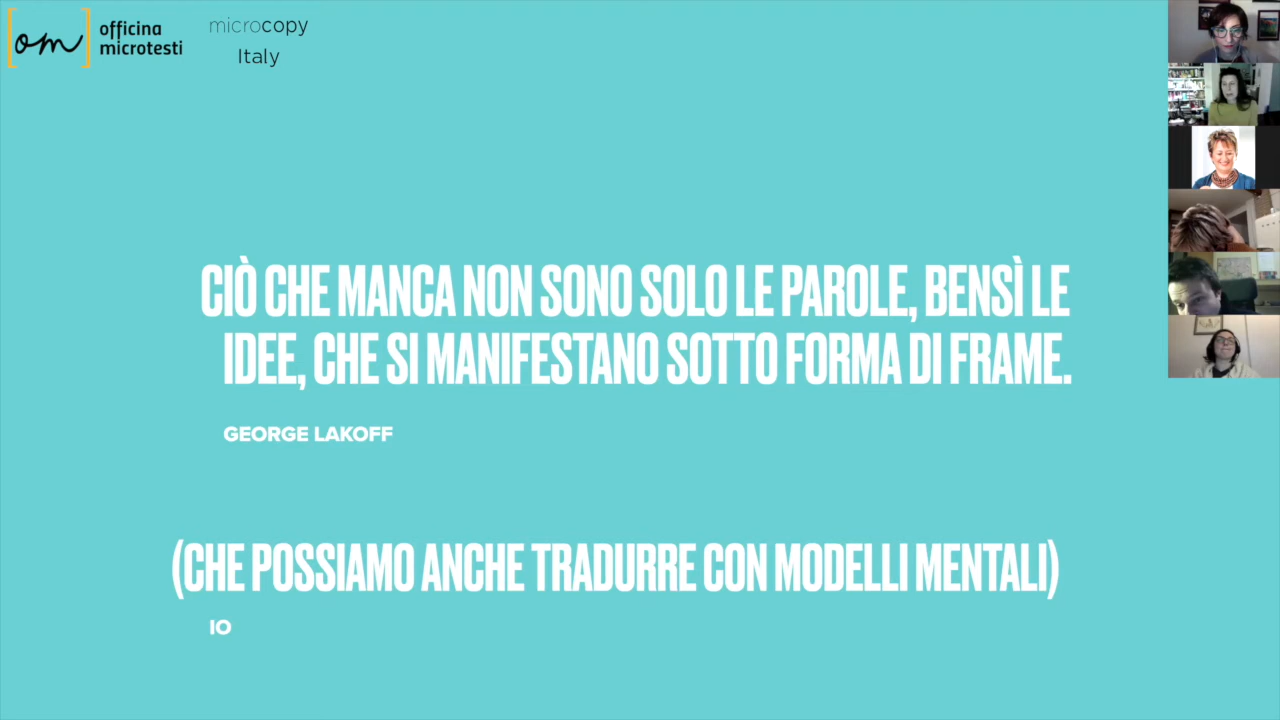 om officina
microtesti
microcopy
Italy
CIÒ CHE MANCA NON SONO SOLO LE PAROLE, BENSÌ LE
IDEE, CHE SI MANIFESTANO SOTTO FORMA DI FRAME.
GEORGE LAKOFF
(CHE POSSIAMO ANCHE TRADURRE CON MODELLI MENTALI)
IO